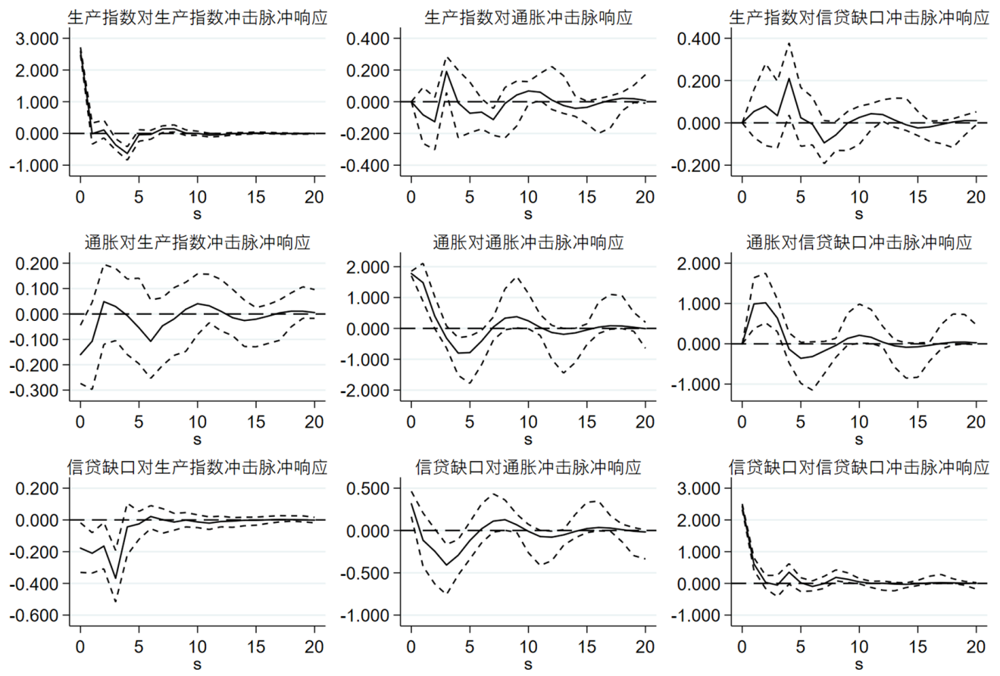 生产指数对生产指数冲击脉冲响应
3.000
2.000
1.000
0.000
-1.000
0 5 10 15 20
s
生产指数对通胀冲击脉冲响应
0.400
0.200
0.000
-0.200
-0.400
0 5 10 15 20
s
生产指数对信贷缺口冲击脉冲响应
0.400
0.200
0.000
-0.200
0 5 10 15 20
s
通胀对生产指数冲击脉冲响应
0.200
0.100
0.000
-0.100
-0.200
-0.300
0 5 10 15 20
s
通胀对通胀冲击脉冲响应
2.000
1.000
0.000
-1.000
-2.000
0 5 10 15 20
s
通胀对信贷缺口冲击脉冲响应
2.000
1.000
0.000
-1.000
0 5 10 15 20
s
信贷缺口对生产指数冲击脉冲响应
0.200
0.000
-0.200
-0.400
-0.600
0 5 10 15 20
s
信贷缺口对通胀冲击脉冲响应
0.500
0.000
-0.500
-1.000
0 5 10 15 20
s
信贷缺口对信贷缺口冲击脉冲响应
3.000
2.000
1.000
0.000
-1.000
0 5 10 15 20
s